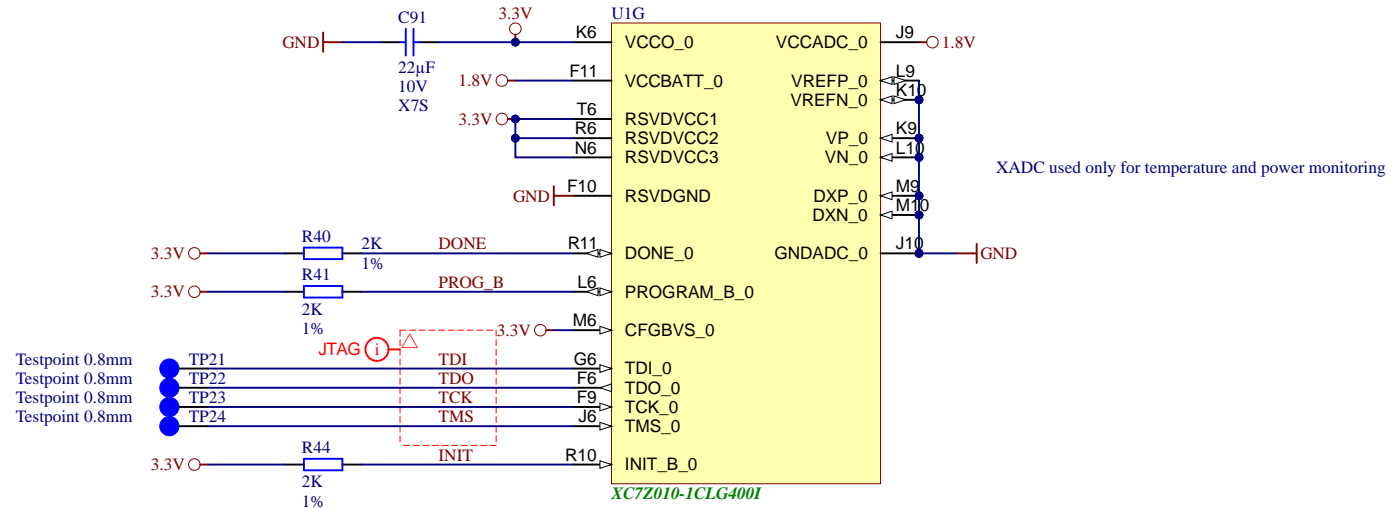 C91
3.3V
U1G
GND
K6
VCCO_0
VCCADC_0
J9
1.8V
22µF
10V
X7S
1.8V
F11
VCCBATT_0
VREFP_0
L9
VREFN_0
K10
3.3V
T6
RSVDVCC1
R6
RSVDVCC2
VP_0
K9
N6
RSVDVCC3
VN_0
L10
XADC used only for temperature and power monitoring
GND
F10
RSVDGND
DXP_0
M9
DXN_0
M10
R40
3.3V
2K
1%
DONE
R11
DONE_0
GNDADC_0
J10
GND
R41
3.3V
2K
1%
PROG_B
L6
PROGRAM_B_0
3.3V
M6
CFGBVS_0
JTAG
i
Testpoint 0.8mm
TP21
TDI
G6
TDI_0
Testpoint 0.8mm
TP22
TDO
F6
TDO_0
Testpoint 0.8mm
TP23
TCK
F9
TCK_0
Testpoint 0.8mm
TP24
TMS
J6
TMS_0
R44
3.3V
2K
1%
INIT
R10
INIT_B_0
XC7Z010-1CLG400I